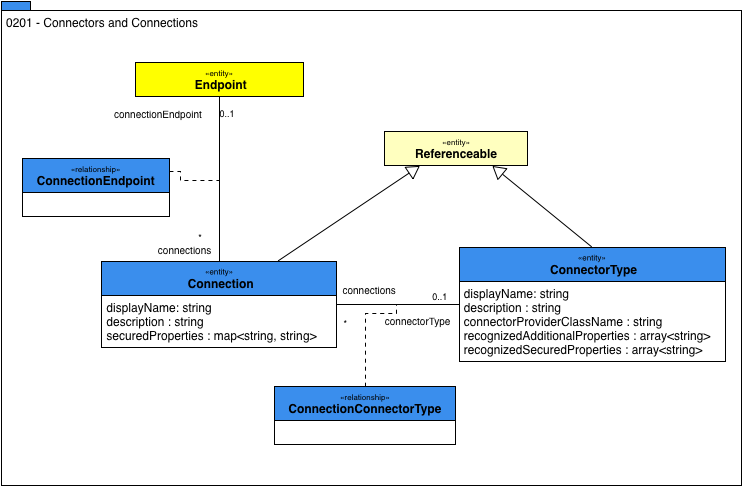 0201 - Connectors and Connections
«entity»
Endpoint
connectionEndpoint
0..1
«entity»
Referenceable
«relationship»
ConnectionEndpoint
*
connections
«entity»
Connection
displayName: string
description : string
securedProperties : map<string, string>
connections
0..1
*
connectorType
«entity»
ConnectorType
displayName: string
description : string
connectorProviderClassName : string
recognizedAdditionalProperties : array<string>
recognizedSecuredProperties : array<string>
«relationship»
ConnectionConnectorType